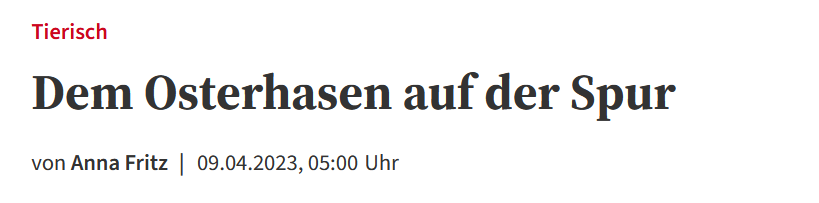 Tierisch
Dem Osterhasen auf der Spur
von Anna Fritz | 09.04.2023, 05:00 Uhr